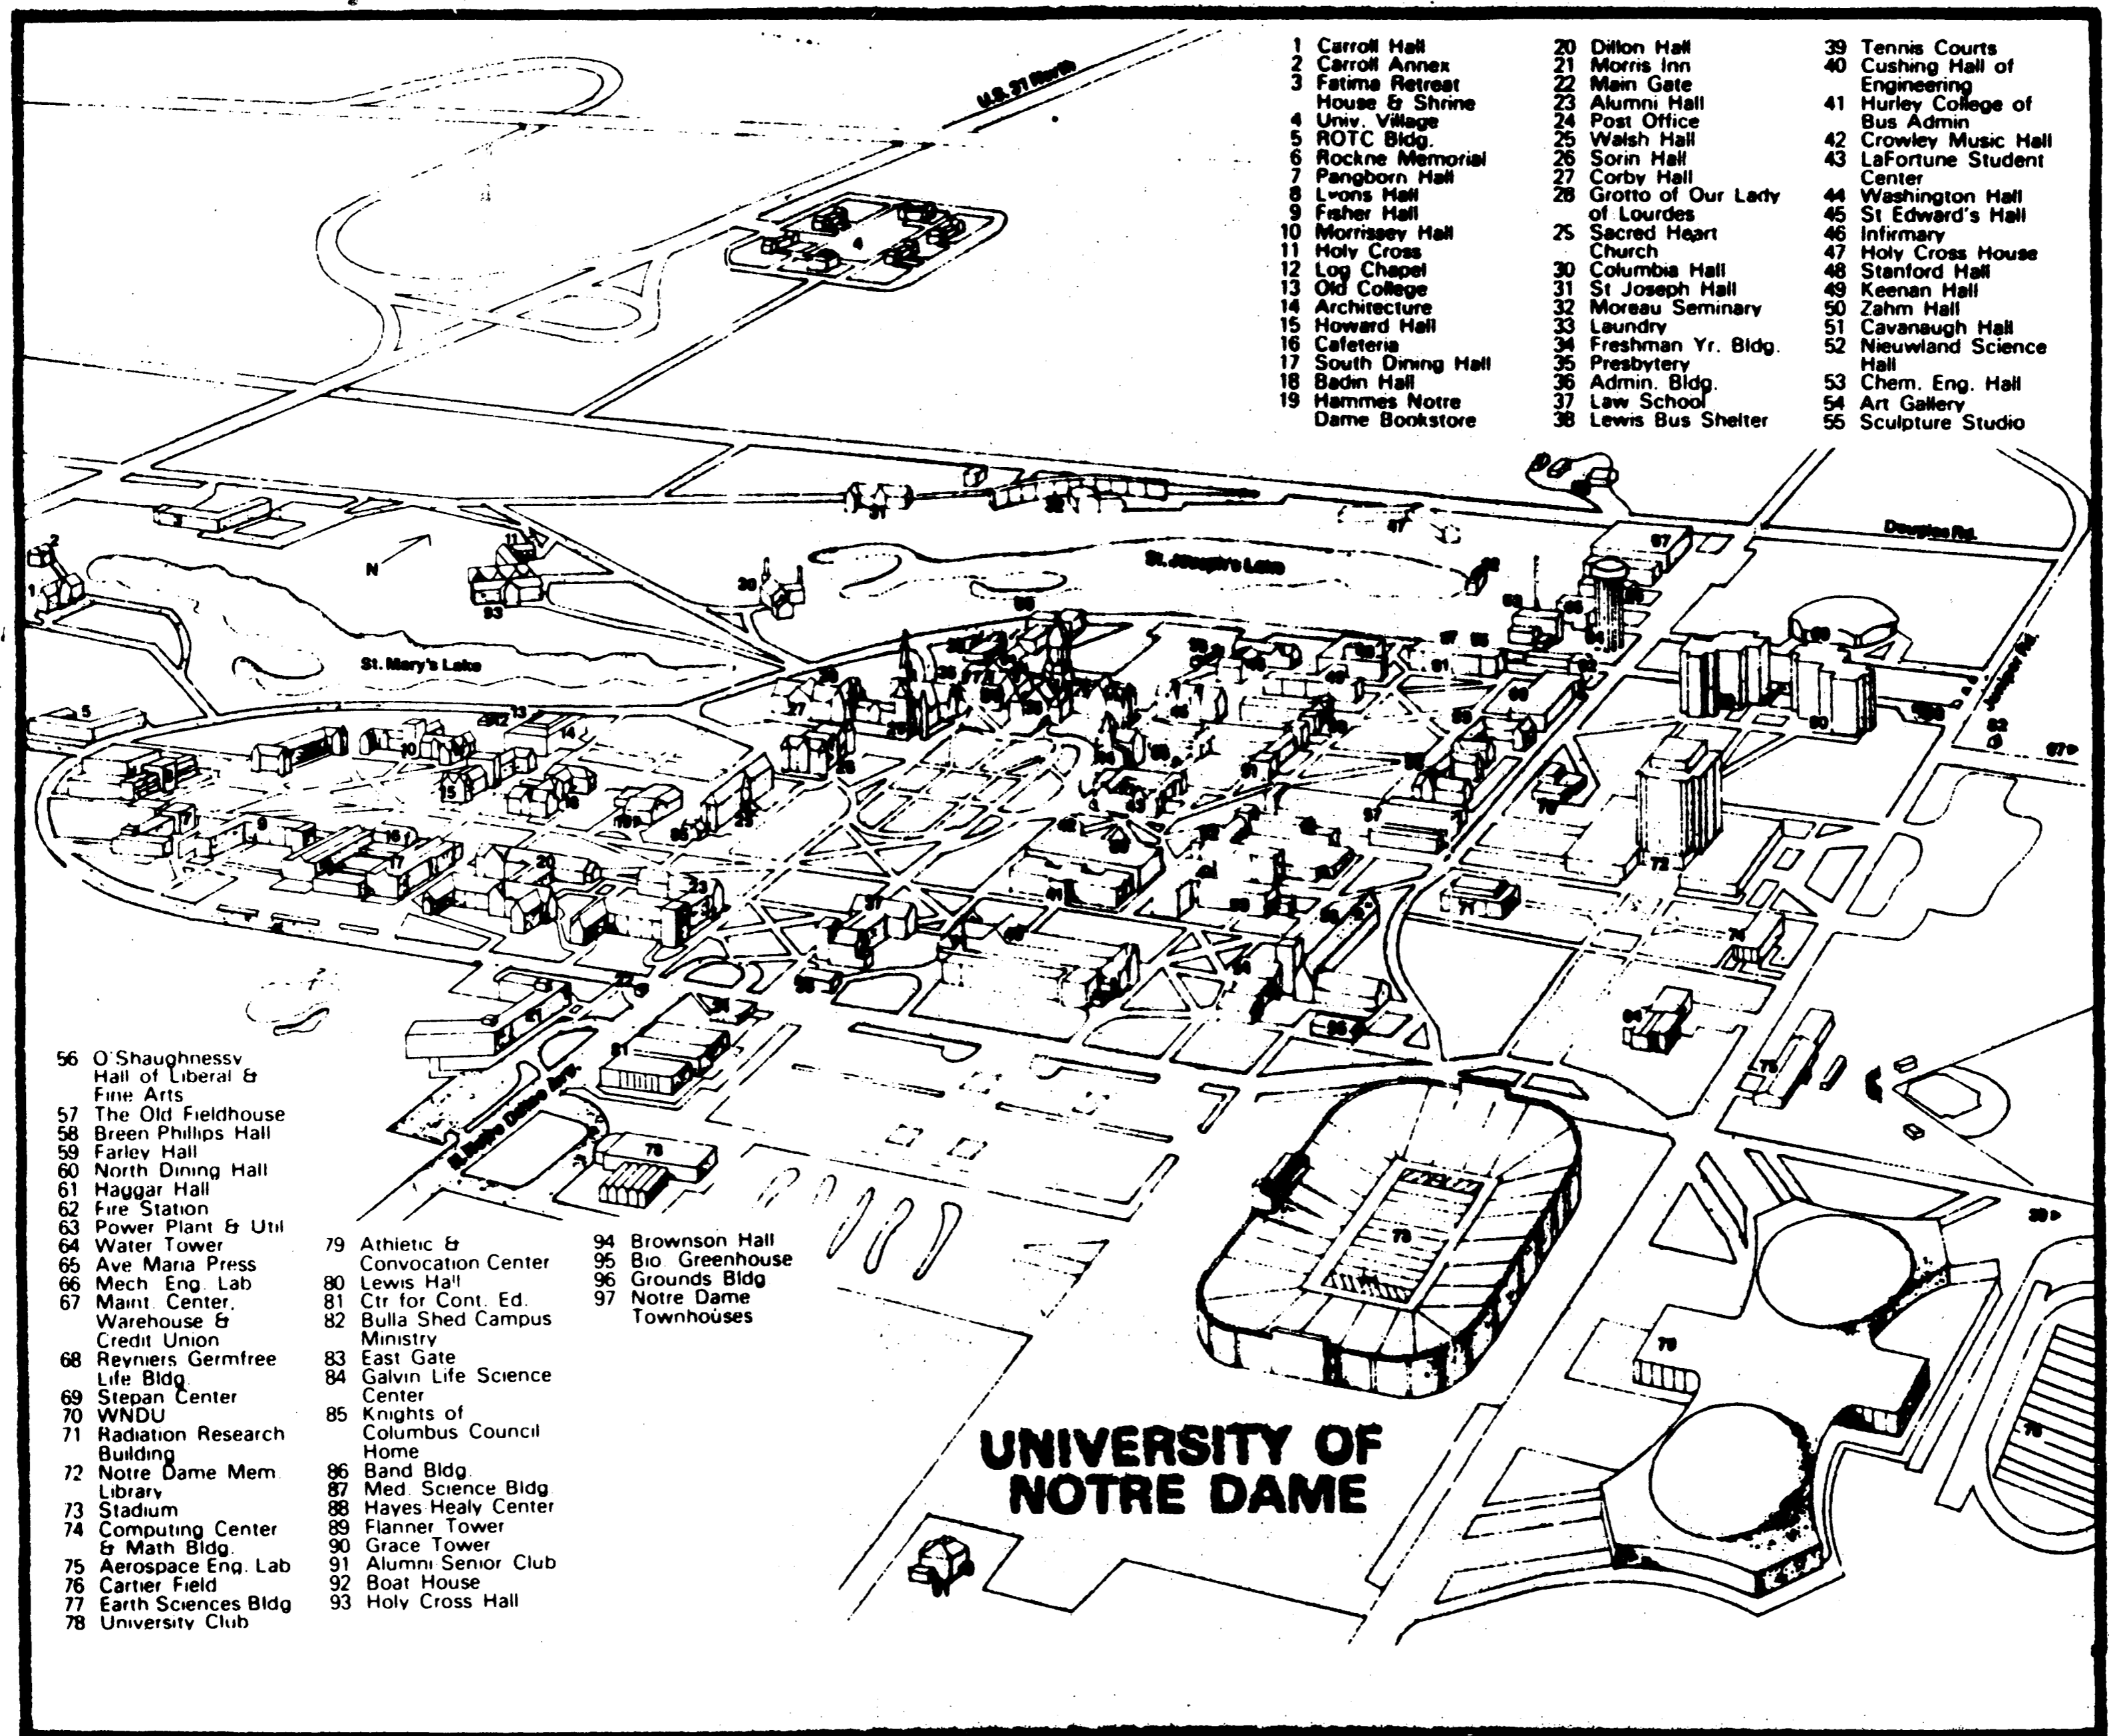 U.S. 31 North
1 Carroll Hall
2 Carroll Annex
3 Fatima Retreat
House & Shrine
4 Univ. Village
5 ROTC Bldg.
6 Rockne Memorial
7 Pangborn Hall
8 Lyons Hall
9 Fisher Hall
10 Morrissey Hall
11 Holy Cross
12 Log Chapel
13 Old College
14 Architecture
15 Howard Hall
16 Cafeteria
17 South Dining Hall
18 Badin Hall
19 Hammes Notre
Dame Bookstore
20 Dillon Hall
21 Morris Inn
22 Main Gate
23 Alumni Hall
24 Post Office
25 Walsh Hall
26 Sorin Hall
27 Corby Hall
28 Grotto of Our Lady
of Lourdes
29 Sacred Heart
Church
30 Columbia Hall
31 St Joseph Hall
32 Moreau Seminary
33 Laundry
34 Freshman Yr. Bldg.
35 Presbytery
36 Admin. Bldg.
37 Law School
38 Lewis Bus Shelter
39 Tennis Courts
40 Cushing Hall of
Engineering
41 Hurley College of
Bus Admin
42 Crowley Music Hall
43 LaFortune Student
Center
44 Washington Hall
45 St Edward's Hall
46 Infirmary
47 Holy Cross House
48 Stanford Hall
49 Keenan Hall
50 Zahm Hall
51 Cavanaugh Hall
52 Nieuwland Science
Hall
53 Chem. Eng. Hall
54 Art Gallery
55 Sculpture Studio
Douglas Rd.
St. Joseph's Lake
N
St. Mary's Lake
Juniper Rd.
N. Notre Dame Ave.
56 O'Shaughnessy
Hall of Liberal &
Fine Arts
57 The Old Fieldhouse
58 Breen Phillips Hall
59 Farley Hall
60 North Dining Hall
61 Haggar Hall
62 Fire Station
63 Power Plant & Util
64 Water Tower
65 Ave Maria Press
66 Mech Eng. Lab
67 Maint. Center,
Warehouse &
Credit Union
68 Reyniers Germfree
Life Bldg.
69 Stepan Center
70 WNDU
71 Radiation Research
Building
72 Notre Dame Mem.
Library
73 Stadium
74 Computing Center
& Math Bldg.
75 Aerospace Eng. Lab
76 Cartier Field
77 Earth Sciences Bldg
78 University Club
79 Athletic &
Convocation Center
80 Lewis Hall
81 Ctr for Cont. Ed.
82 Bulla Shed Campus
Ministry
83 East Gate
84 Galvin Life Science
Center
85 Knights of
Columbus Council
Home
86 Band Bldg.
87 Med. Science Bldg
88 Hayes-Healy Center
89 Flanner Tower
90 Grace Tower
91 Alumni-Senior Club
92 Boat House
93 Holy Cross Hall
94 Brownson Hall
95 Bio. Greenhouse
96 Grounds Bldg
97 Notre Dame
Townhouses
UNIVERSITY OF
NOTRE DAME